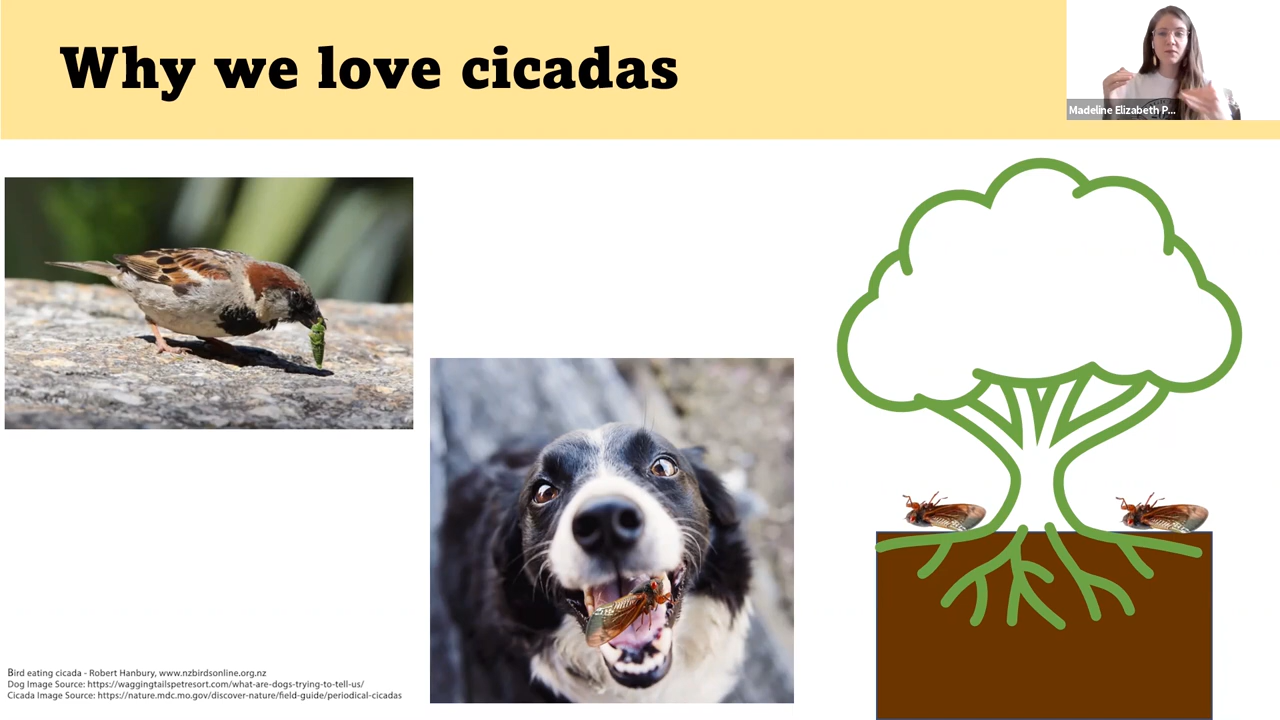 Why we love cicadas
Madeline Elizabeth P...
Bird eating cicada - Robert Hanbury, www.nzbirdsonline.org.nz
Dog Image Source: https://waggingtailspetresort.com/what-are-dogs-trying-to-tell-us/
Cicada Image Source: https://nature.mdc.mo.gov/discover-nature/field-guide/periodical-cicadas